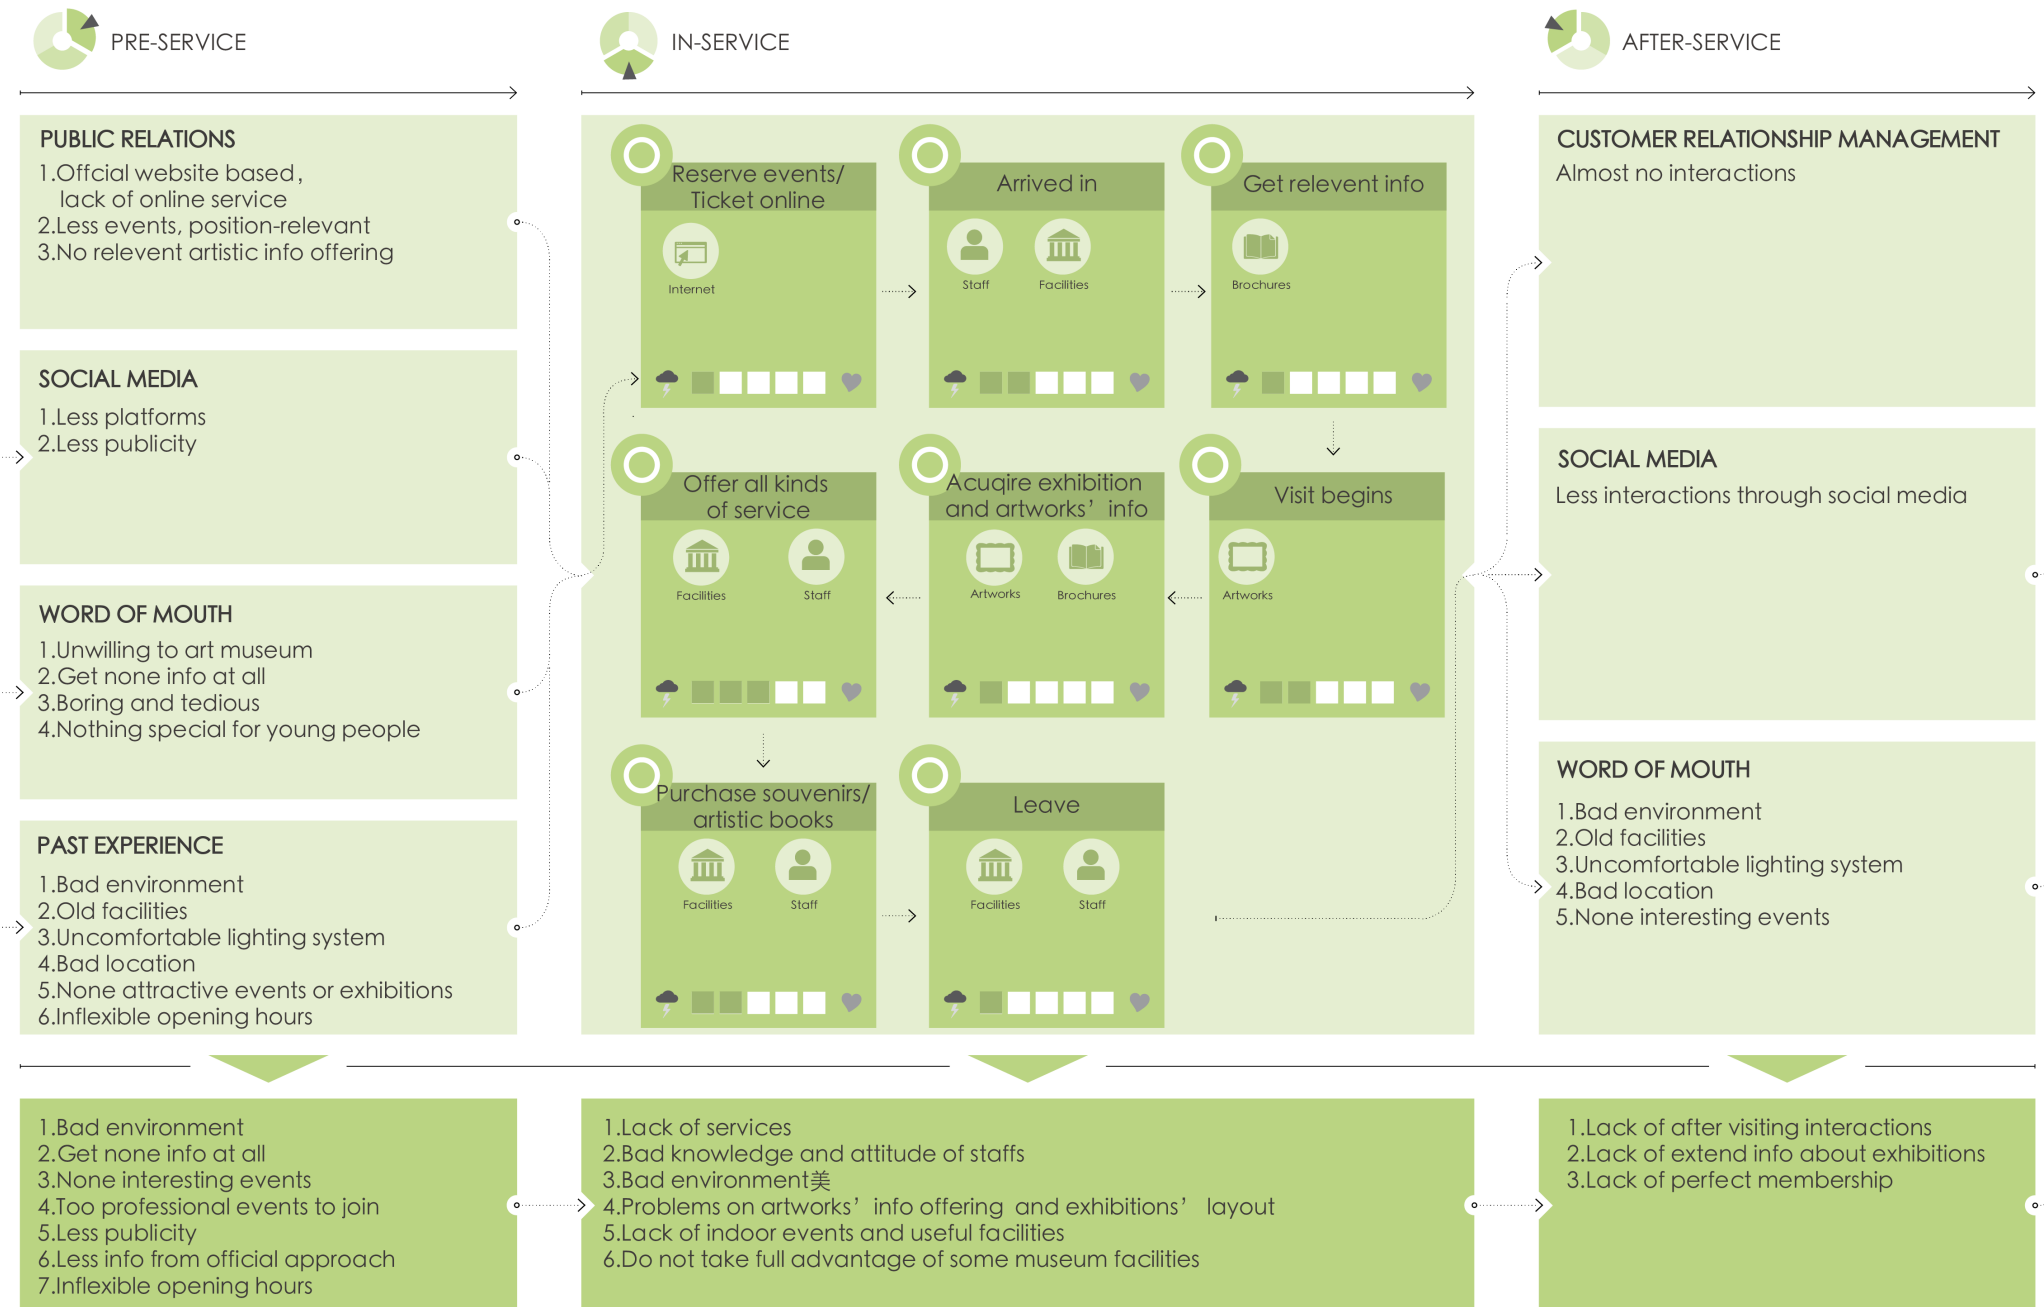 PRE-SERVICE
PUBLIC RELATIONS
1.Offcial website based,
lack of online service
2.Less events, position-relevant
3.No relevent artistic info offering
SOCIAL MEDIA
1.Less platforms
2.Less publicity
WORD OF MOUTH
1.Unwilling to art museum
2.Get none info at all
3.Boring and tedious
4.Nothing special for young people
PAST EXPERIENCE
1.Bad environment
2.Old facilities
3.Uncomfortable lighting system
4.Bad location
5.None attractive events or exhibitions
6.Inflexible opening hours
IN-SERVICE
Reserve events/
Ticket online
Internet
Arrived in
Staff
Facilities
Get relevent info
Brochures
Visit begins
Artworks
Acuqire exhibition
and artworks’ info
Artworks
Brochures
Offer all kinds
of service
Facilities
Staff
Purchase souvenirs/
artistic books
Facilities
Staff
Leave
Facilities
Staff
AFTER-SERVICE
CUSTOMER RELATIONSHIP MANAGEMENT
Almost no interactions
SOCIAL MEDIA
Less interactions through social media
WORD OF MOUTH
1.Bad environment
2.Old facilities
3.Uncomfortable lighting system
4.Bad location
5.None interesting events
1.Bad environment
2.Get none info at all
3.None interesting events
4.Too professional events to join
5.Less publicity
6.Less info from official approach
7.Inflexible opening hours
1.Lack of services
2.Bad knowledge and attitude of staffs
3.Bad environment美
4.Problems on artworks’ info offering and exhibitions’ layout
5.Lack of indoor events and useful facilities
6.Do not take full advantage of some museum facilities
1.Lack of after visiting interactions
2.Lack of extend info about exhibitions
3.Lack of perfect membership